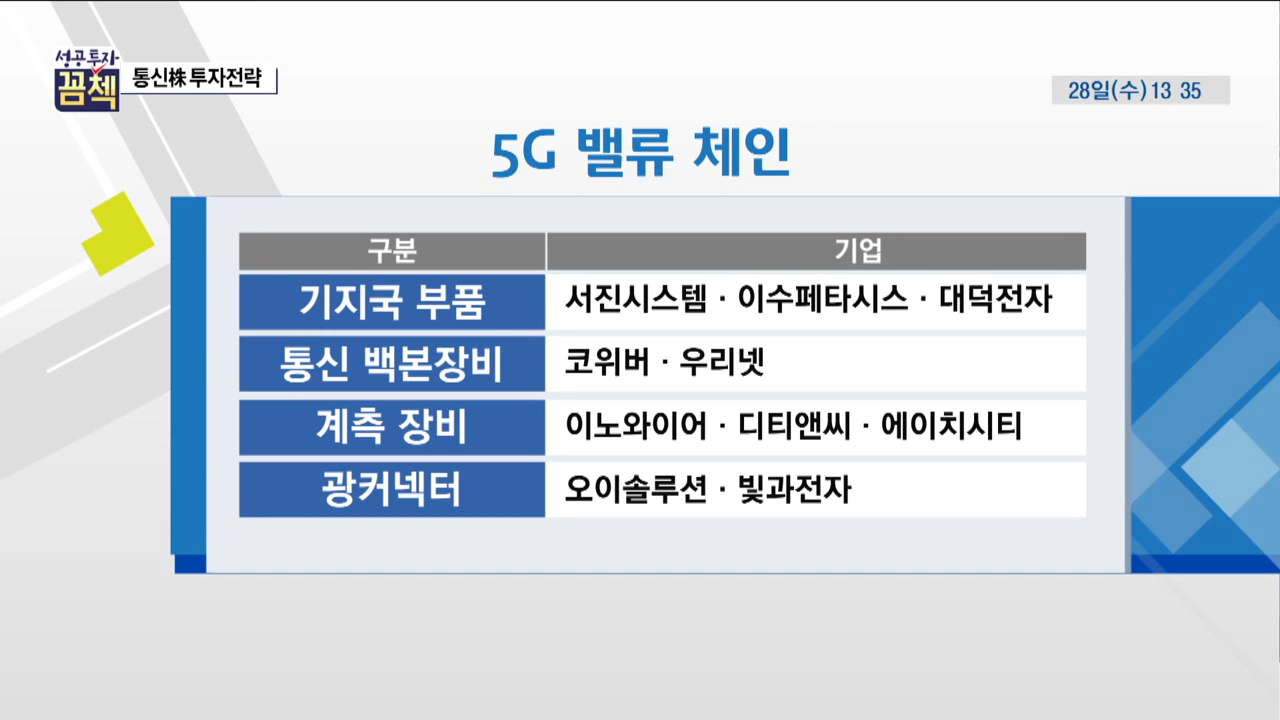 성공투자
꼼첵
통신株 투자전략
28일(수) 13 35
5G 밸류 체인
구분 기업
기지국 부품 서진시스템 · 이수페타시스 · 대덕전자
통신 백본장비 코위버 · 우리넷
계측 장비 이노와이어 · 디티앤씨 · 에이치시티
광커넥터 오이솔루션 · 빛과전자